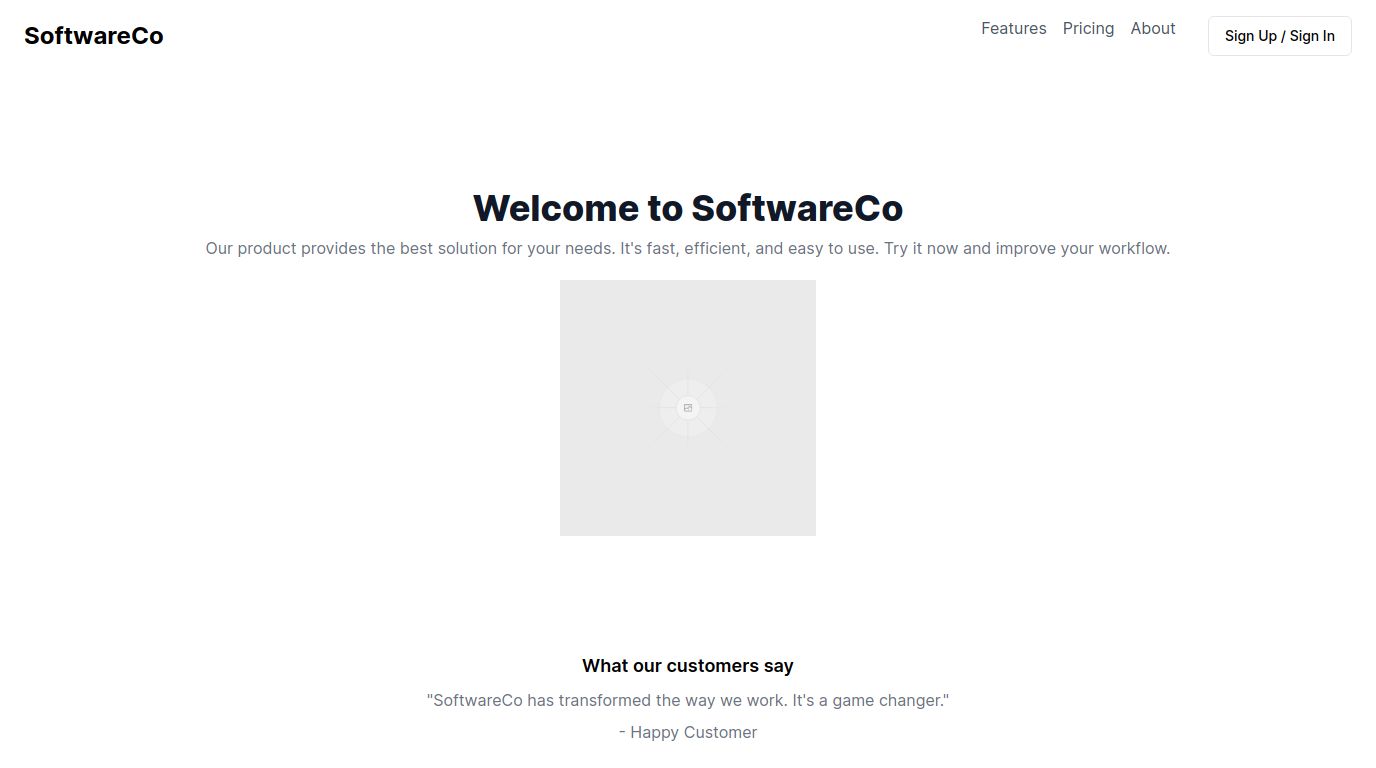 SoftwareCo
Features Pricing About Sign Up / Sign In
Welcome to SoftwareCo
Our product provides the best solution for your needs. It's fast, efficient, and easy to use. Try it now and improve your workflow.
What our customers say
"SoftwareCo has transformed the way we work. It's a game changer."
- Happy Customer